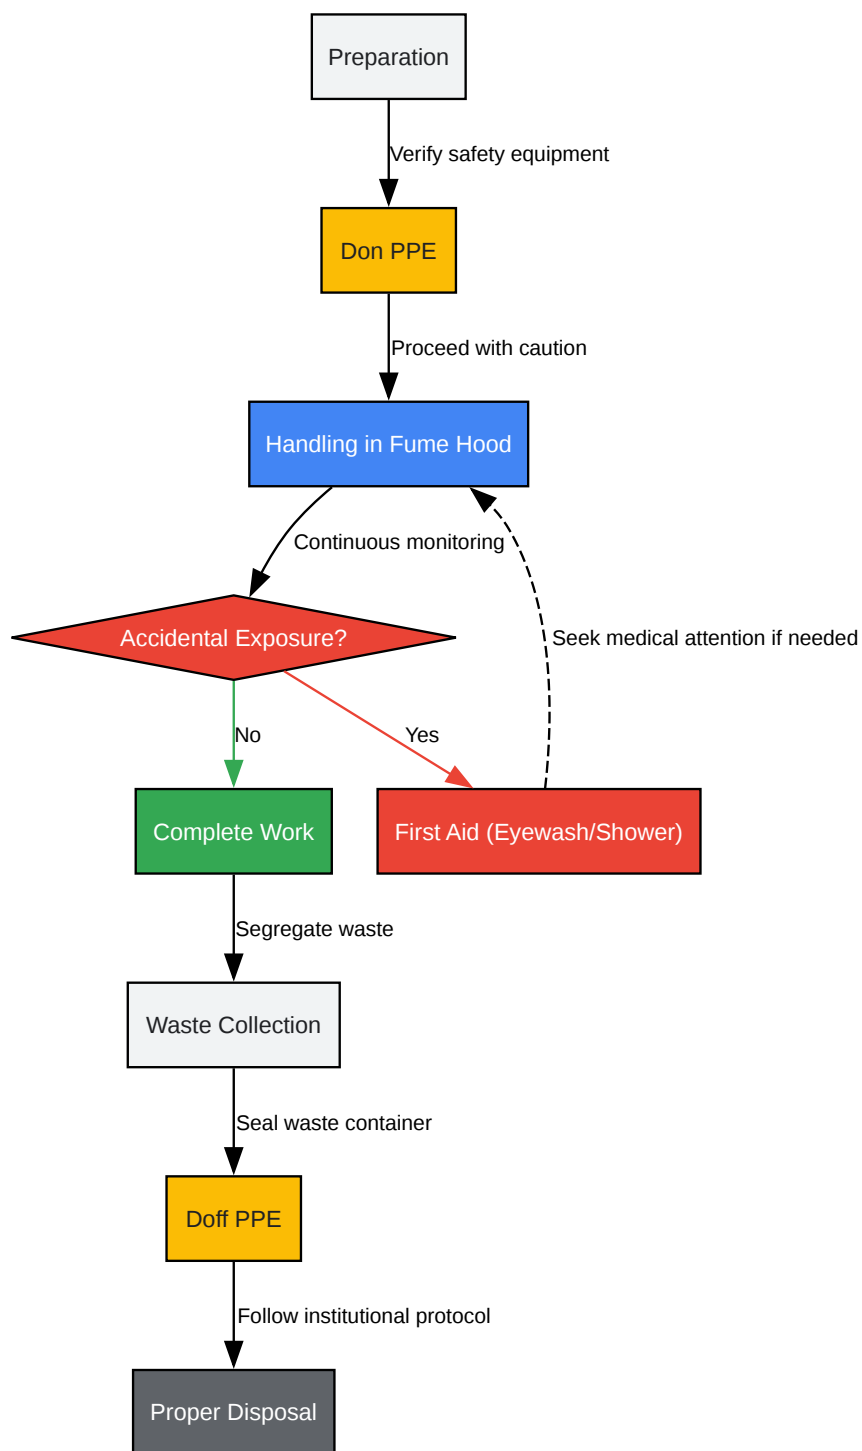 Preparation
Verify safety equipment
Don PPE
Proceed with caution
Handling in Fume Hood
Continuous monitoring
Accidental Exposure?
Seek medical attention if needed
No
Yes
Complete Work
First Aid (Eyewash/Shower)
Segregate waste
Waste Collection
Seal waste container
Doff PPE
Follow institutional protocol
Proper Disposal